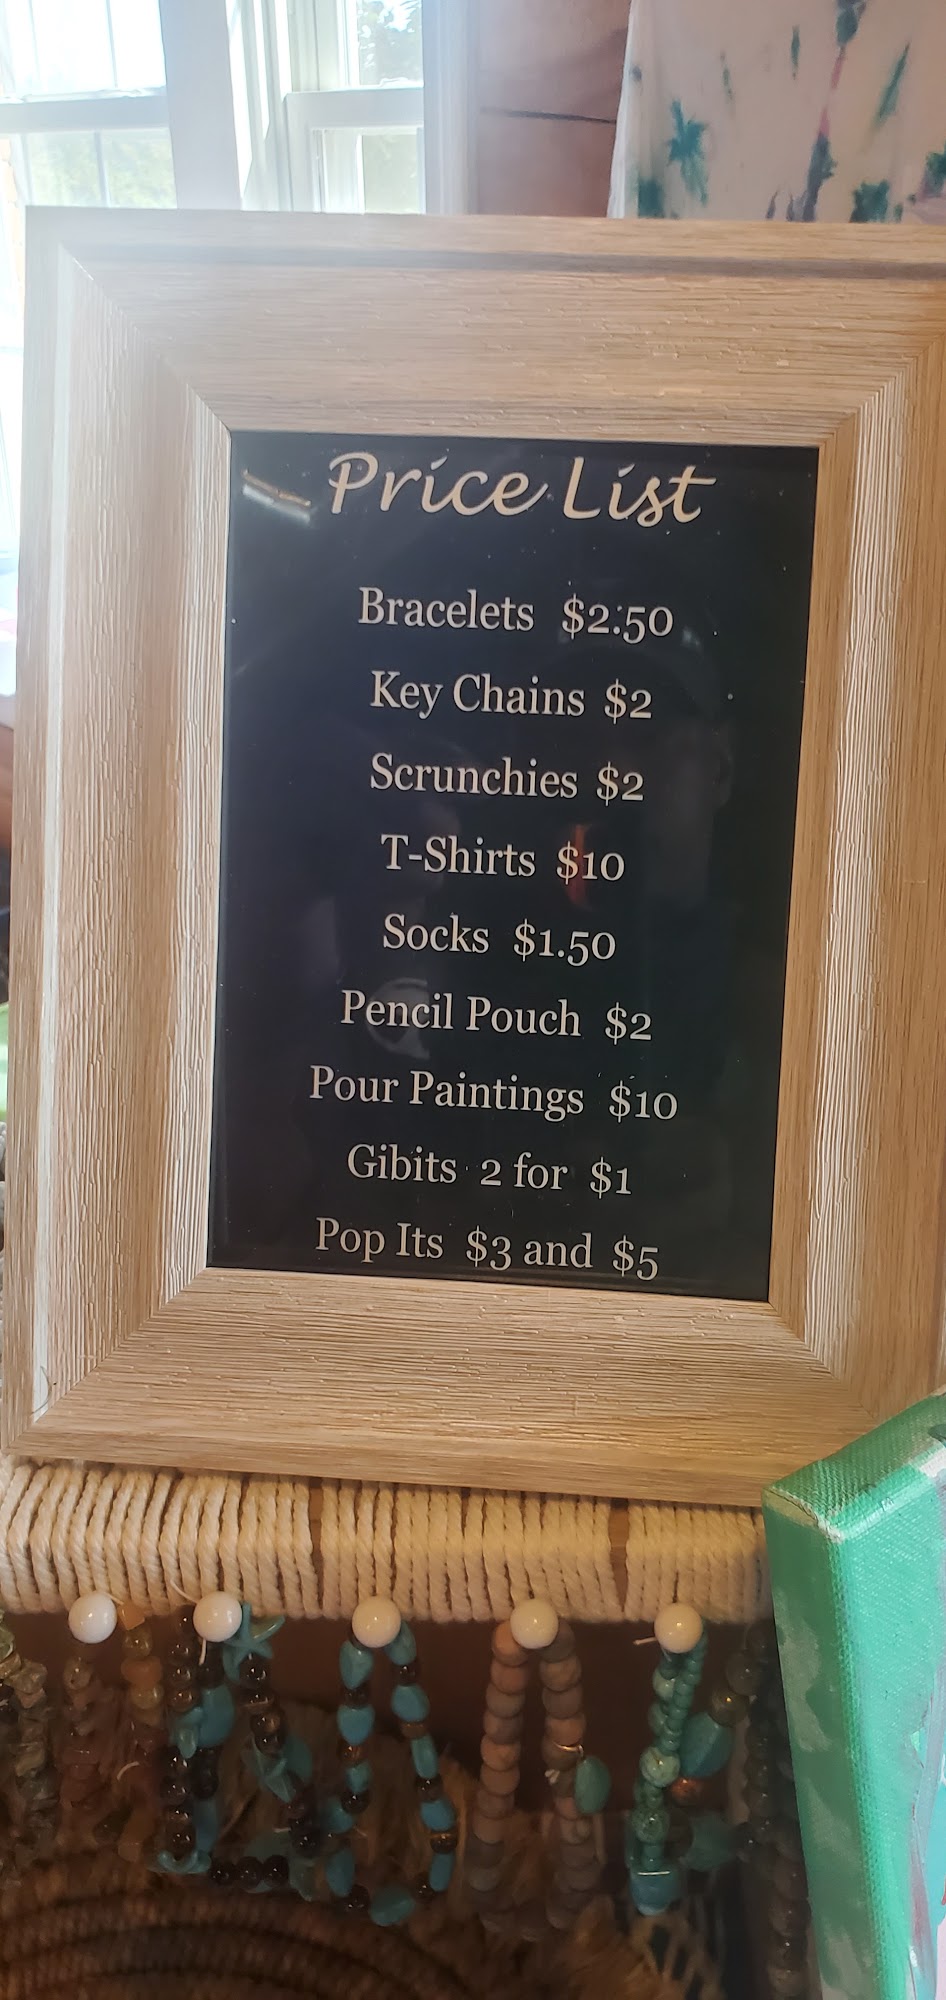 Price List
Bracelets $2.50
Key Chains $2
Scrunchies $2
T-Shirts $10
Socks $1.50
Pencil Pouch $2
Pour Paintings $10
Gibits 2 for $1
Pop Its $3 and $5